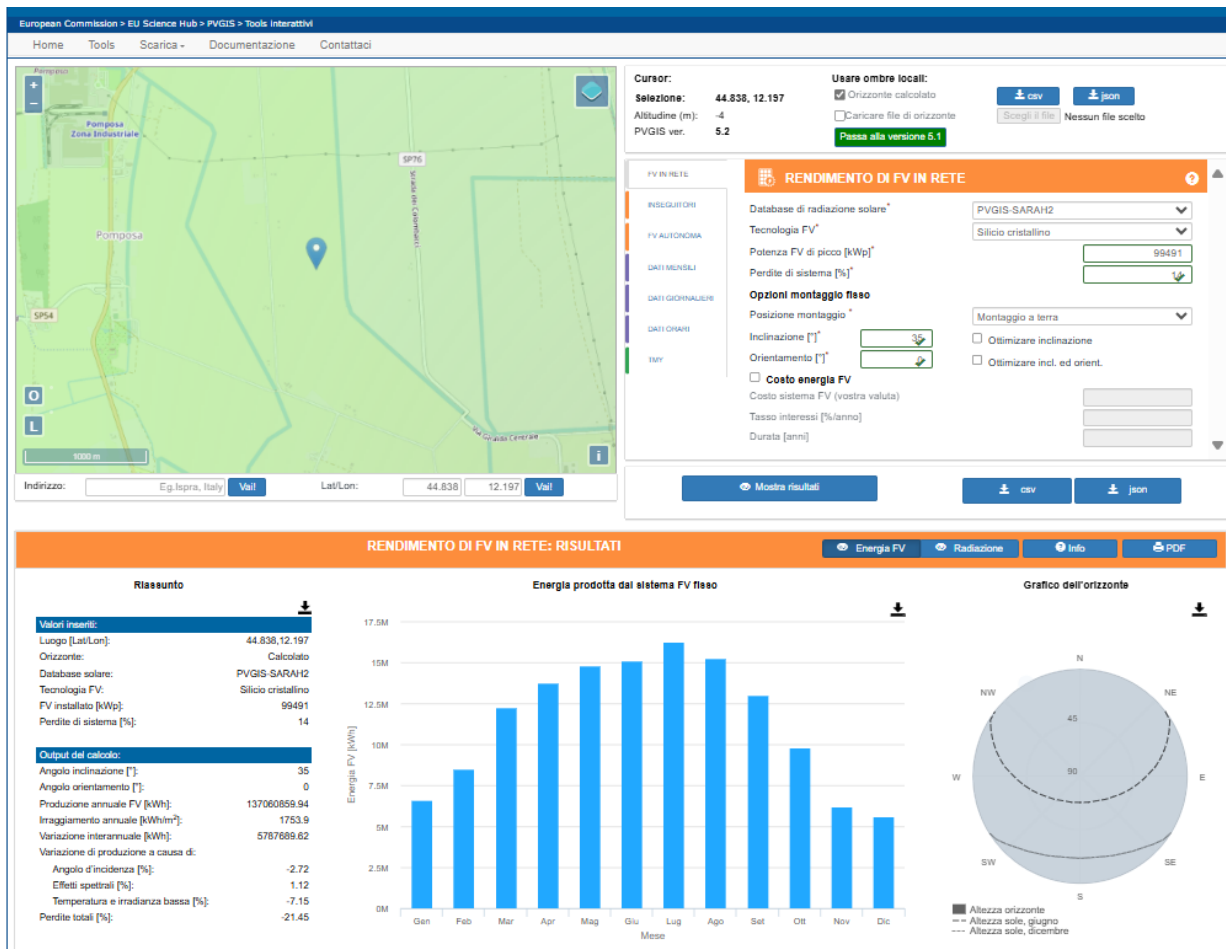 European Commission > EU Science Hub > PVGIS > Tools Interattivi
Home Tools Scarica Documentazione Contattaci
Pomposa
+
−
Pomposa
Zona Industriale
SP76
Strada dei Colombacci
Pomposa
SP54
Via Giralda Centrale
O
L
1000 m
i
Indirizzo: Eg.Ispra, Italy Vai! Lat/Lon: 44.838 12.197 Vai!
Cursor:
Selezione: 44.838, 12.197
Altitudine (m): -4
PVGIS ver. 5.2
Usare ombre locali:
Orizzonte calcolato
Caricare file di orizzonte
Passa alla versione 5.1
csv json
Scegli il file Nessun file scelto
FV IN RETE
INSEGUITORI
FV AUTONOMA
DATI MENSILI
DATI GIORNALIERI
DATI ORARI
TMY
RENDIMENTO DI FV IN RETE ?
Database di radiazione solare* PVGIS-SARAH2
Tecnologia FV* Silicio cristallino
Potenza FV di picco [kWp]* 99491
Perdite di sistema [%]* 14
Opzioni montaggio fisso
Posizione montaggio * Montaggio a terra
Inclinazione [°]* 35 Ottimizare inclinazione
Orientamento [°]* 0 Ottimizare incl. ed orient.
Costo energia FV
Costo sistema FV (vostra valuta)
Tasso interessi [%/anno]
Durata [anni]
Mostra risultati csv json
RENDIMENTO DI FV IN RETE: RISULTATI Energia FV Radiazione Info PDF
Riassunto
Valori inseriti:
Luogo [Lat/Lon]: 44.838,12.197
Orizzonte: Calcolato
Database solare: PVGIS-SARAH2
Tecnologia FV: Silicio cristallino
FV installato [kWp]: 99491
Perdite di sistema [%]: 14
Output del calcolo:
Angolo inclinazione [°]: 35
Angolo orientamento [°]: 0
Produzione annuale FV [kWh]: 137060859.94
Irraggiamento annuale [kWh/m²]: 1753.9
Variazione interannuale [kWh]: 5787689.62
Variazione di produzione a causa di:
Angolo d'incidenza [%]: -2.72
Effetti spettrali [%]: 1.12
Temperatura e irradianza bassa [%]: -7.15
Perdite totali [%]: -21.45
Energia prodotta dal sistema FV fisso
17.5M
15M
12.5M
10M
7.5M
5M
2.5M
0M
Energia FV [kWh]
Gen Feb Mar Apr Mag Giu Lug Ago Set Ott Nov Dic
Mese
Grafico dell'orizzonte
N
NW NE
45
W 90 E
SW SE
S
Altezza orizzonte
Altezza sole, giugno
Altezza sole, dicembre